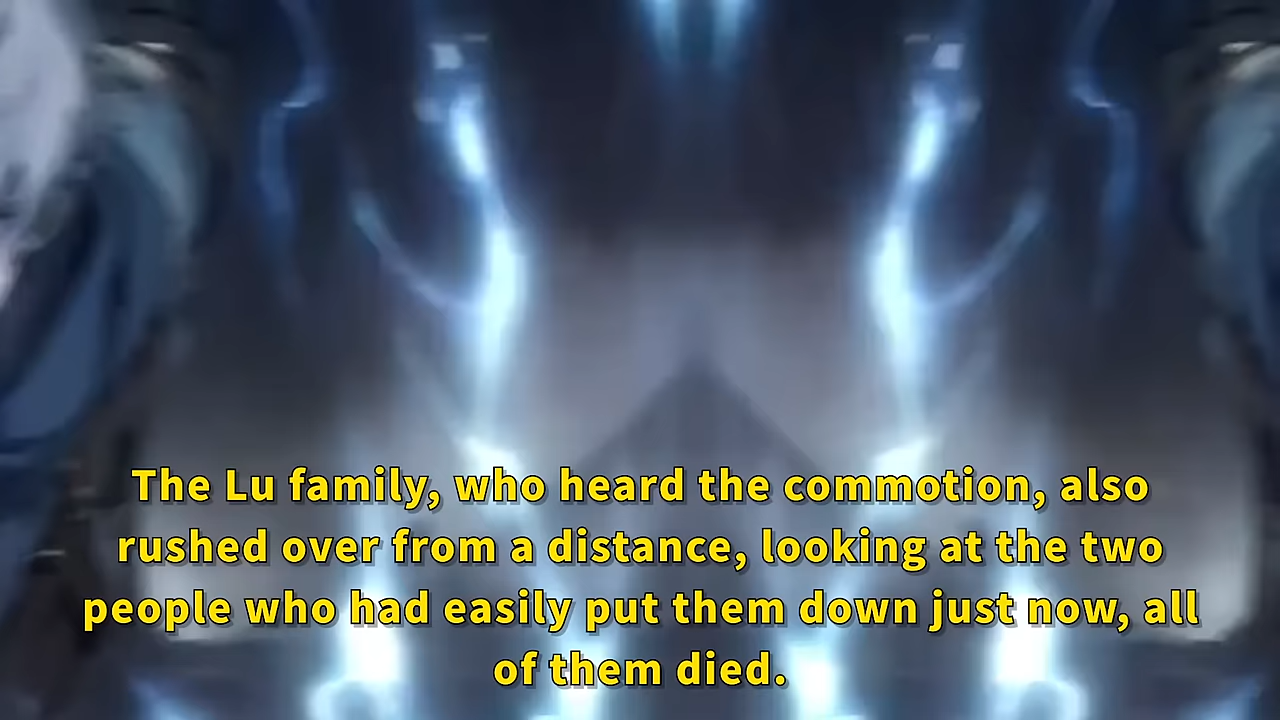 The Lu family, who heard the commotion, also
rushed over from a distance, looking at the two
people who had easily put them down just now, all
of them died.